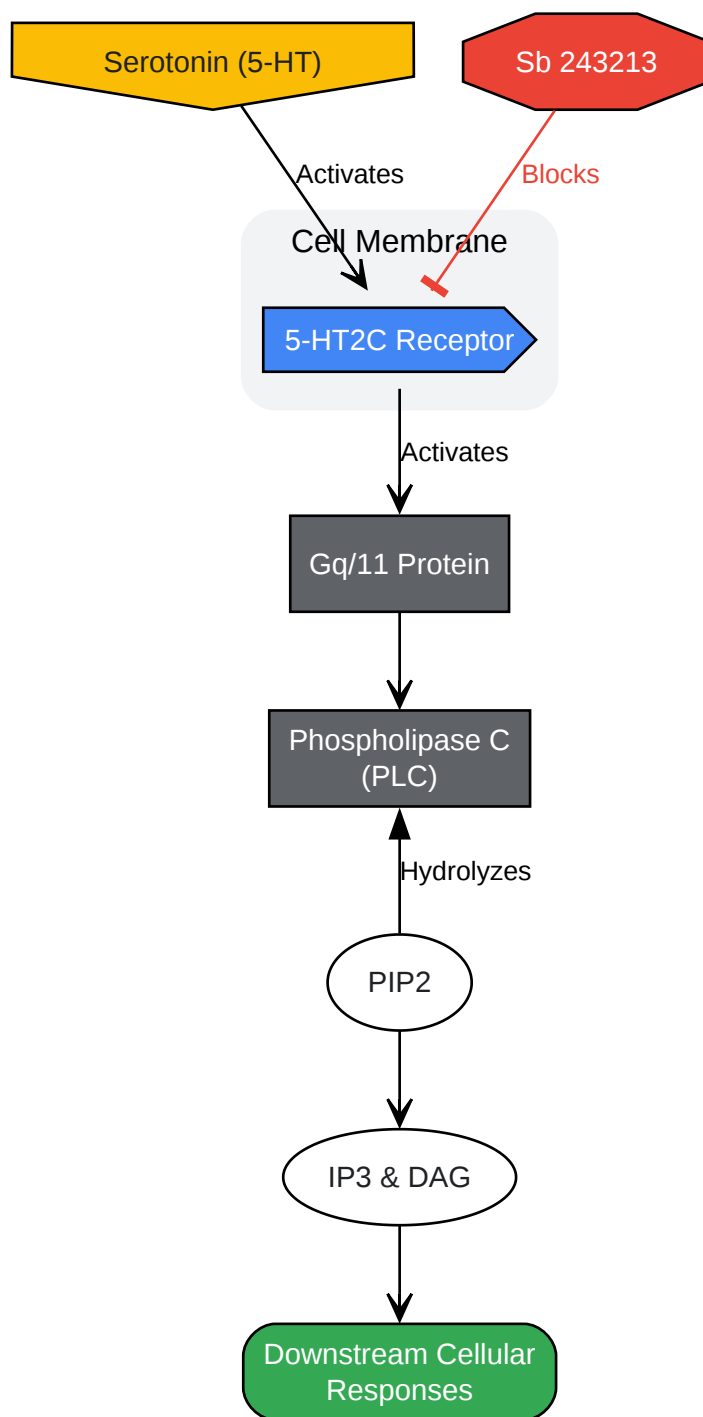 Serotonin (5-HT)
Sb 243213
Activates
Blocks
Cell Membrane
5-HT2C Receptor
Activates
Gq/11 Protein
Phospholipase C
(PLC)
Hydrolyzes
PIP2
IP3 & DAG
Downstream Cellular
Responses